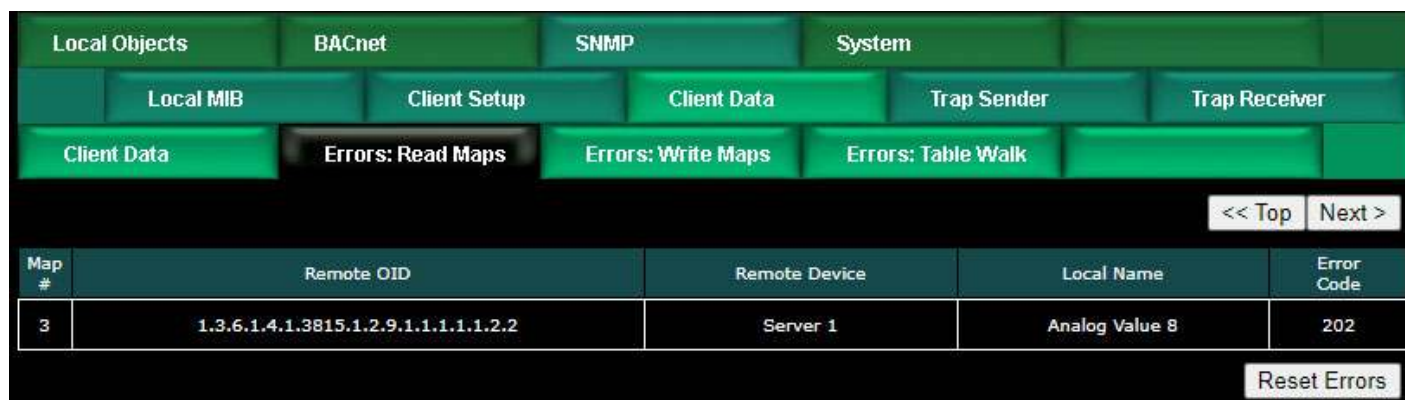 Local Objects BACnet SNMP System
Local MIB Client Setup Client Data Trap Sender Trap Receiver
Client Data Errors: Read Maps Errors: Write Maps Errors: Table Walk
<< Top Next >
Map # Remote OID Remote Device Local Name Error Code
3 1.3.6.1.4.1.3815.1.2.9.1.1.1.1.1.2.2 Server 1 Analog Value 8 202
Reset Errors